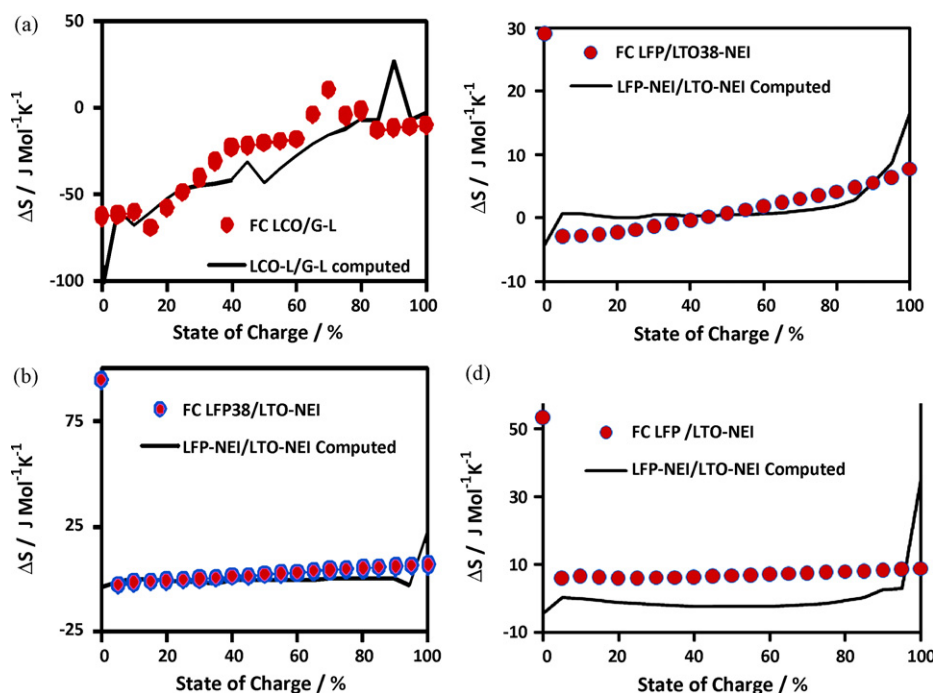 (a)
50
0
-50
-100
ΔS / J Mol⁻¹K⁻¹
FC LCO/G-L
LCO-L/G-L computed
0 20 40 60 80 100
State of Charge / %
30
20
10
0
-10
ΔS / J Mol⁻¹K⁻¹
FC LFP/LTO38-NEI
LFP-NEI/LTO-NEI Computed
0 20 40 60 80 100
State of Charge / %
(b)
75
25
-25
ΔS / J Mol⁻¹K⁻¹
FC LFP38/LTO-NEI
LFP-NEI/LTO-NEI Computed
0 20 40 60 80 100
State of Charge / %
(d)
50
30
10
-10
ΔS / J Mol⁻¹K⁻¹
FC LFP /LTO-NEI
LFP-NEI/LTO-NEI Computed
0 20 40 60 80 100
State of Charge / %